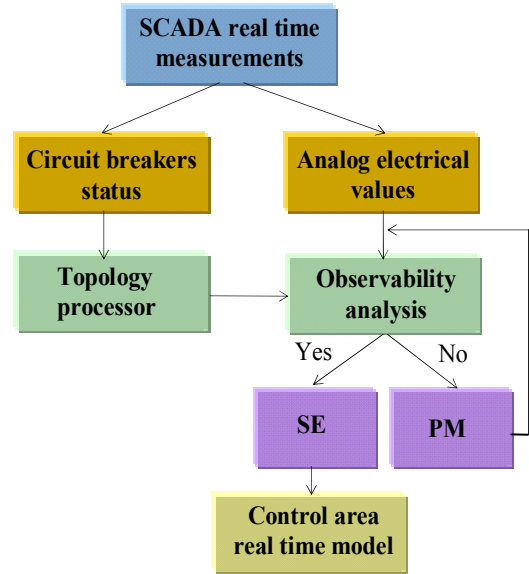 SCADA real time
measurements
Circuit breakers
status
Analog electrical
values
Topology
processor
Observability
analysis
Yes
No
SE
PM
Control area
real time model